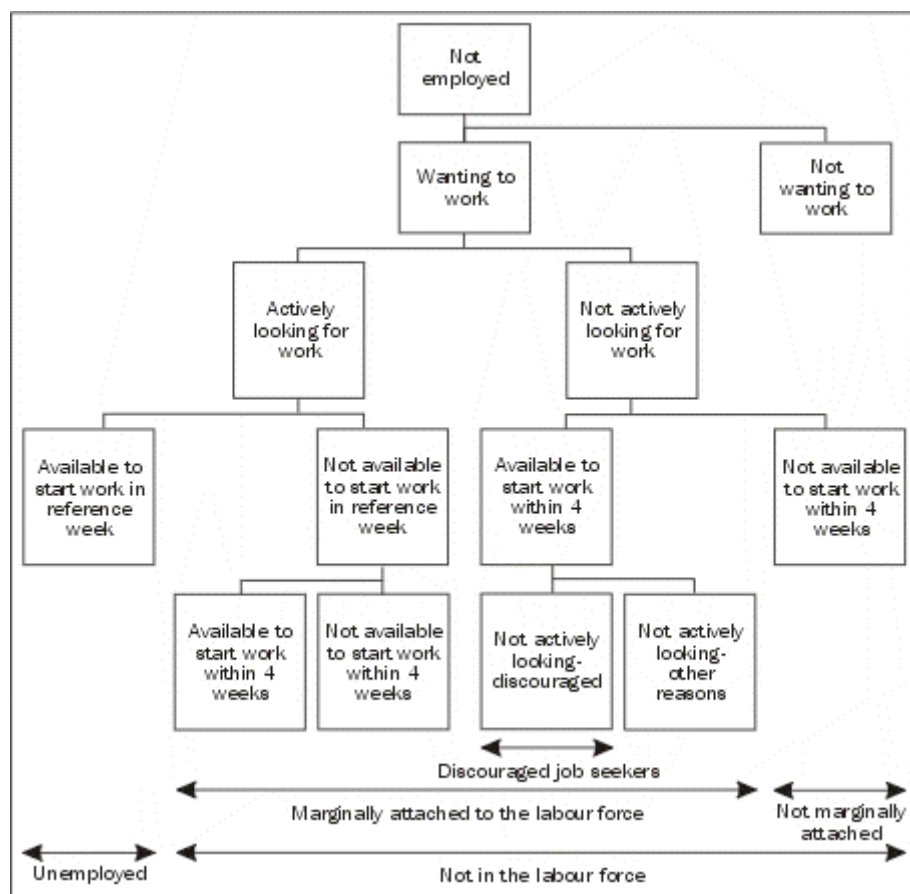 Not
employed
Wanting to
work
Not
wanting to
work
Actively
looking for
work
Not actively
looking for
work
Available to
start work in
reference
week
Not available
to start work
in reference
week
Available to
start work
within 4
weeks
Not available
to start work
within 4
weeks
Available to
start work
within 4
weeks
Not available
to start work
within 4
weeks
Not actively
looking-
discouraged
Not actively
looking-
other
reasons
Discouraged job seekers
Marginally attached to the labour force
Not marginally
attached
Unemployed
Not in the labour force